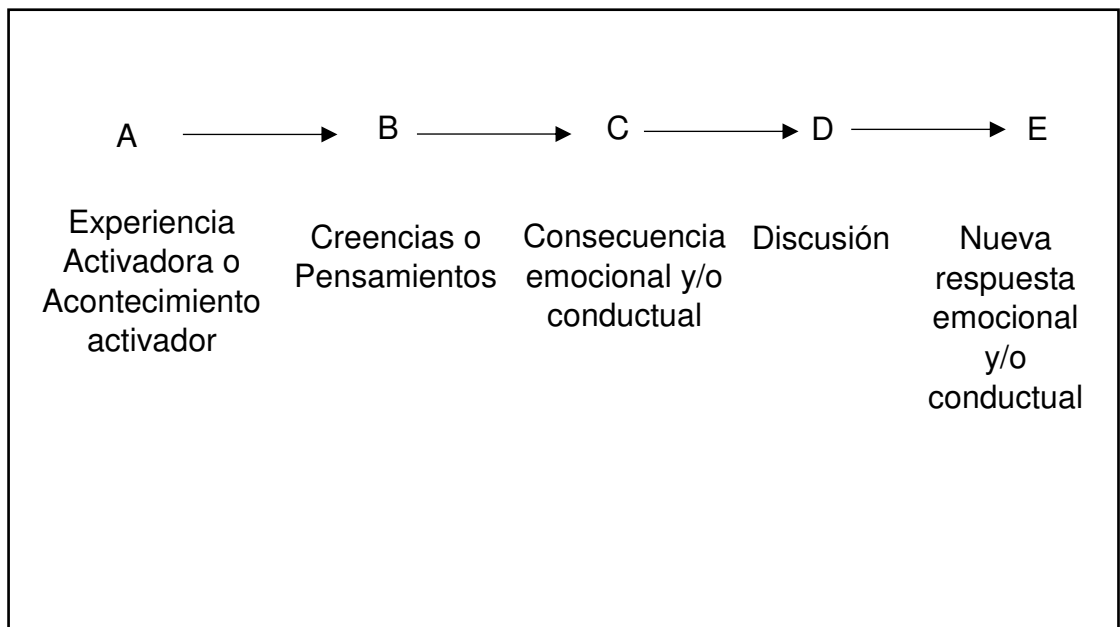 A B C D E
Experiencia
Activadora o
Acontecimiento
activador
Creencias o
Pensamientos
Consecuencia
emocional y/o
conductual
Discusión
Nueva
respuesta
emocional
y/o
conductual